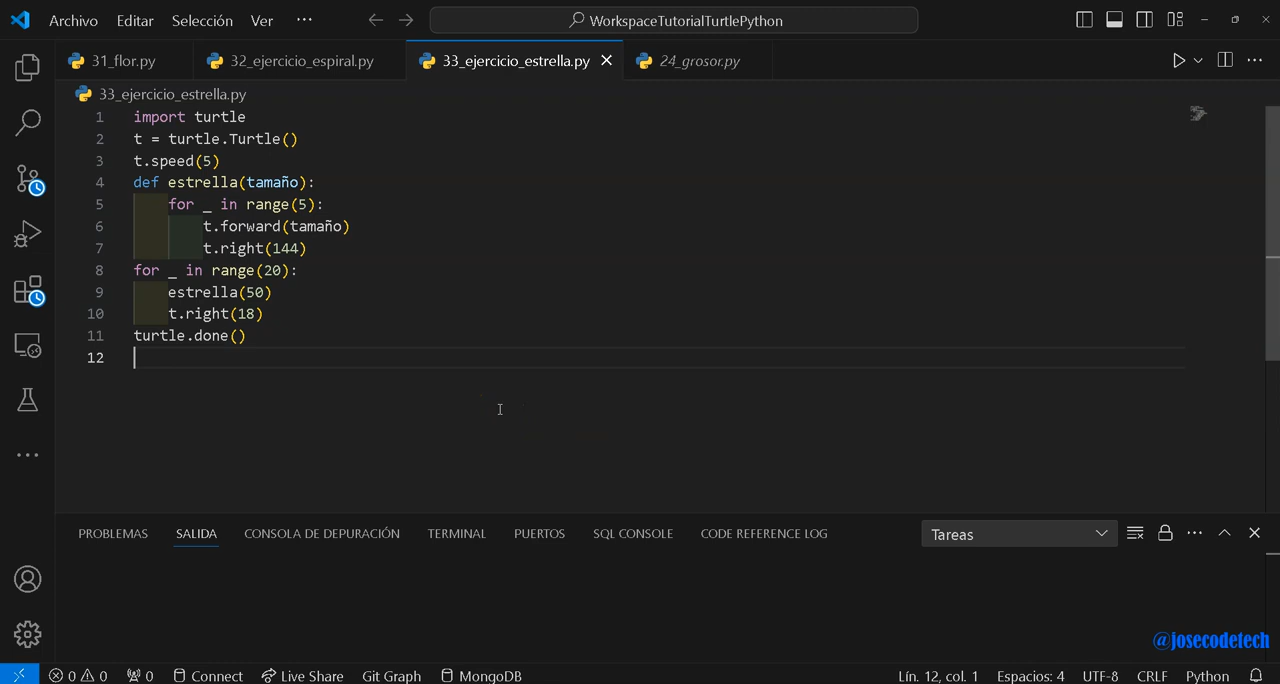 Archivo Editar Selección Ver ··· WorkspaceTutorialTurtlePython
31_flor.py 32_ejercicio_espiral.py 33_ejercicio_estrella.py 24_grosor.py
33_ejercicio_estrella.py
1 import turtle
2 t = turtle.Turtle()
3 t.speed(5)
4 def estrella(tamaño):
5 for _ in range(5):
6 t.forward(tamaño)
7 t.right(144)
8 for _ in range(20):
9 estrella(50)
10 t.right(18)
11 turtle.done()
12
PROBLEMAS SALIDA CONSOLA DE DEPURACIÓN TERMINAL PUERTOS SQL CONSOLE CODE REFERENCE LOG Tareas
@josecodetech
0 0 0 Connect Live Share Git Graph MongoDB Lín. 12, col. 1 Espacios: 4 UTF-8 CRLF Python